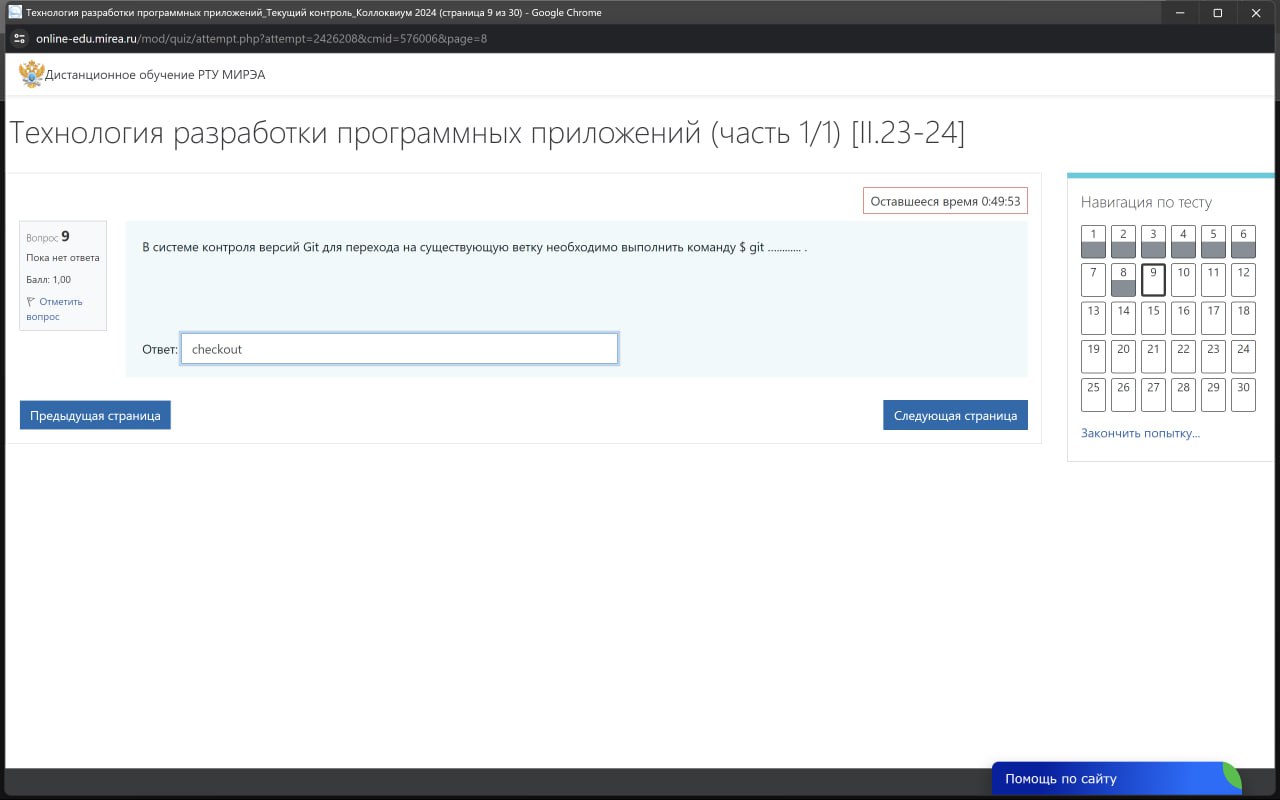 Технология разработки программных приложений_Текущий контроль_Коллоквиум 2024 (страница 9 из 30) - Google Chrome
online-edu.mirea.ru/mod/quiz/attempt.php?attempt=2426208&cmid=576006&page=8
Дистанционное обучение РТУ МИРЭА
Технология разработки программных приложений (часть 1/1) [II.23-24]
Оставшееся время 0:49:53
Вопрос 9
Пока нет ответа
Балл: 1,00
Отметить
вопрос
В системе контроля версий Git для перехода на существующую ветку необходимо выполнить команду $ git ............ .
Ответ: checkout
Предыдущая страница
Следующая страница
Навигация по тесту
1 2 3 4 5 6
7 8 9 10 11 12
13 14 15 16 17 18
19 20 21 22 23 24
25 26 27 28 29 30
Закончить попытку...
Помощь по сайту